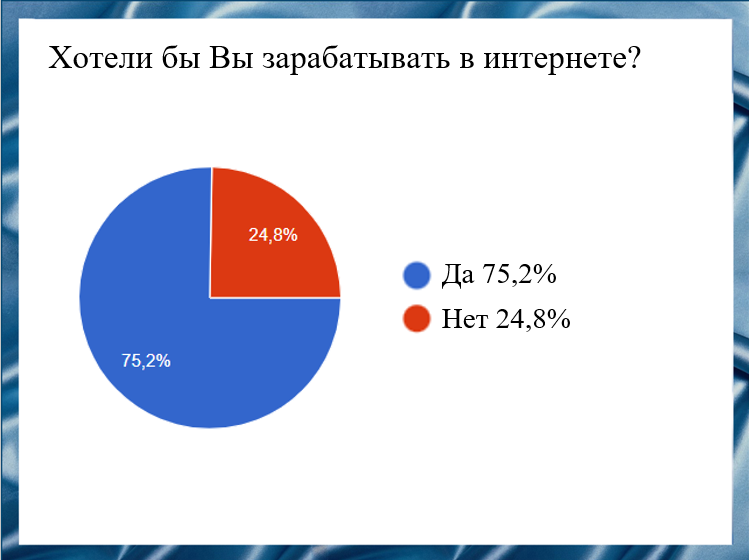 Хотели бы Вы зарабатывать в интернете?
24,8%
Да 75,2%
Нет 24,8%
75,2%